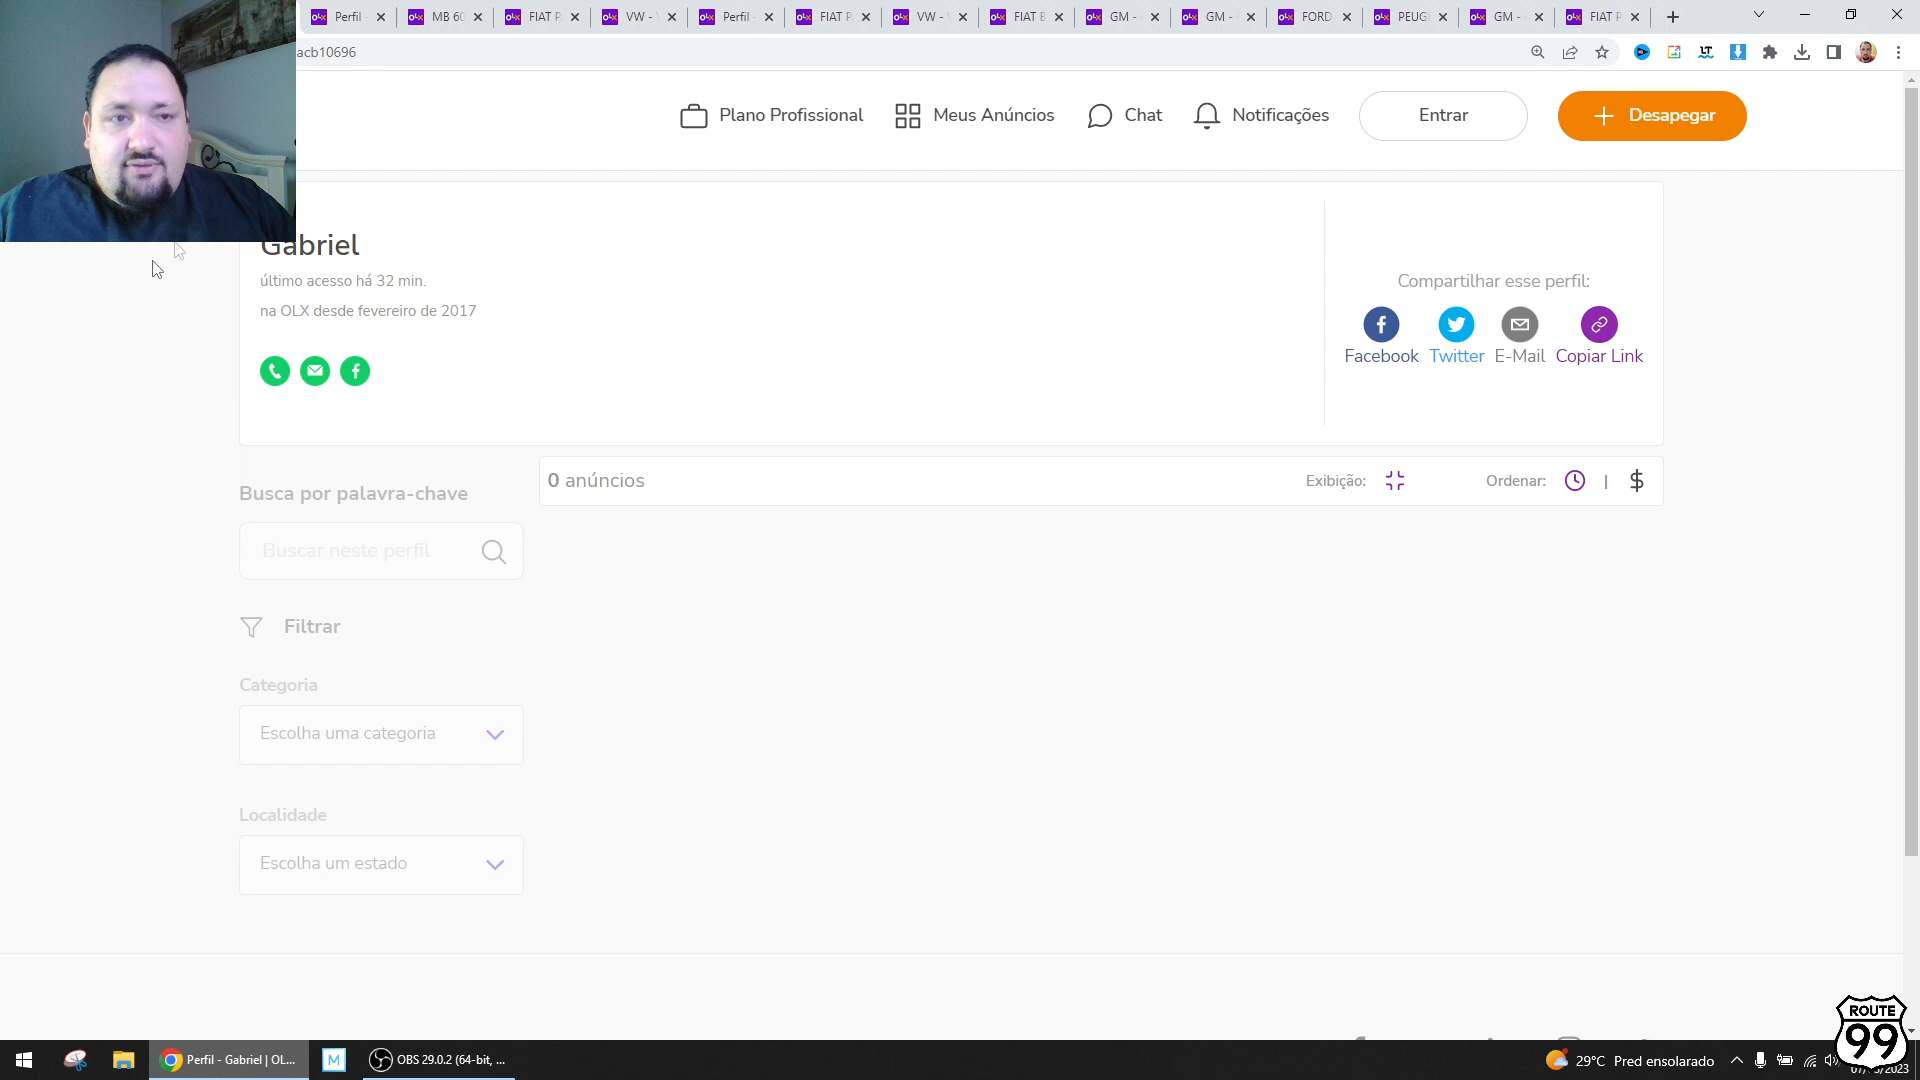 Perfil -
MB 60
FIAT P
VW -
Perfil
FIAT P
VW -
FIAT B
GM -
GM -
FORD
PEUG
GM -
FIAT P
acb10696
Plano Profissional
Meus Anúncios
Chat
Notificações
Entrar
Desapegar
Gabriel
último acesso há 32 min.
na OLX desde fevereiro de 2017
Compartilhar esse perfil:
Facebook
Twitter
E-Mail
Copiar Link
Busca por palavra-chave
0 anúncios
Exibição:
Ordenar:
|
$
Buscar neste perfil
Filtrar
Categoria
Escolha uma categoria
Localidade
Escolha um estado
ROUTE
99
Perfil - Gabriel | OL...
M
OBS 29.0.2 (64-bit, ...
29°C Pred ensolarado